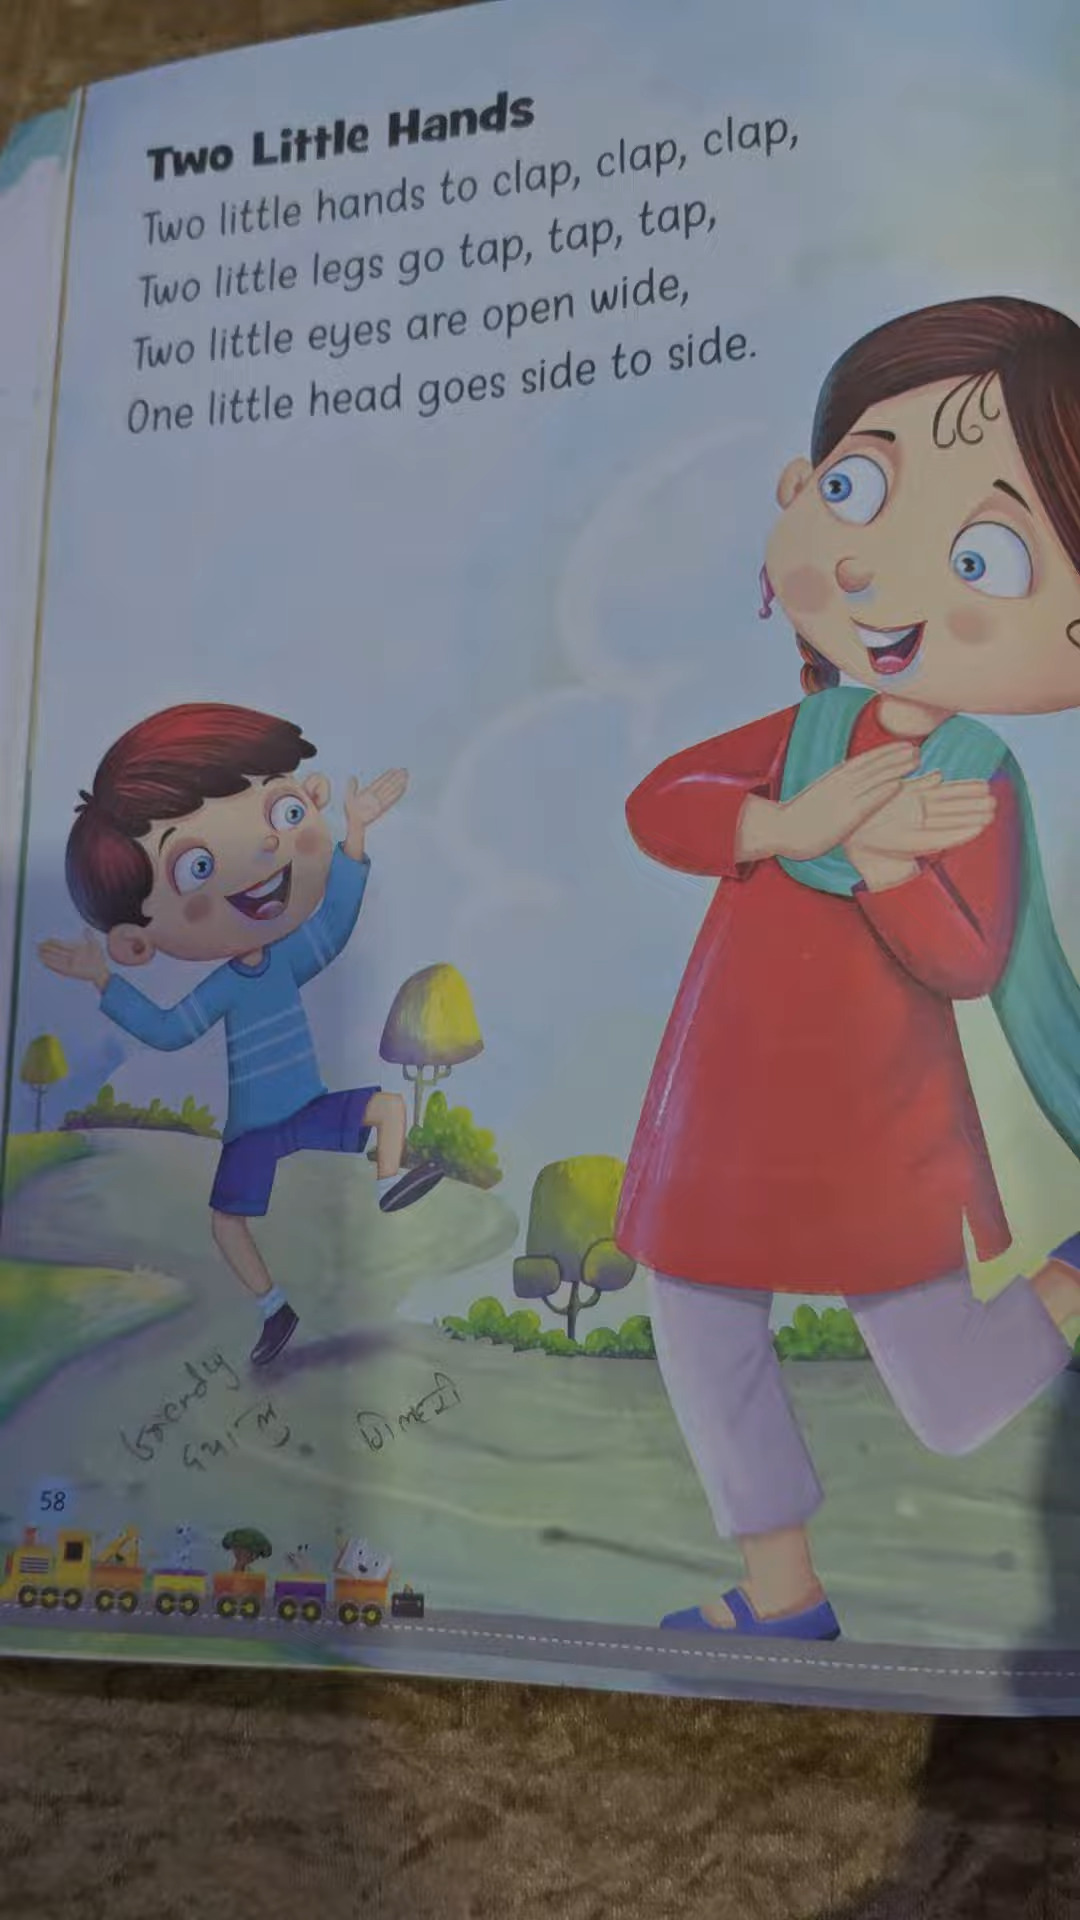 Two Little Hands
Two little hands to clap, clap, clap,
Two little legs go tap, tap, tap,
Two little eyes are open wide,
One little head goes side to side.
58